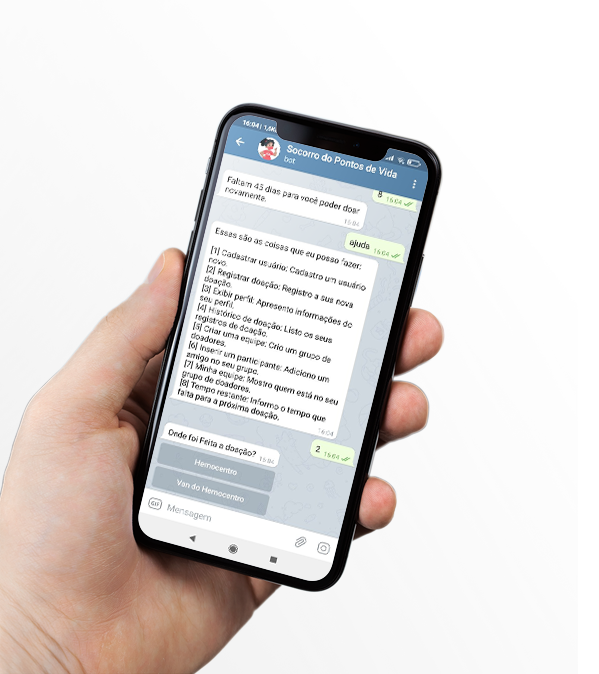 16:04 | 1,6K
Socorro do Pontos de Vida
bot
8 16:04
Faltam 45 dias para você poder doar
novamente.
15:04
ajuda 16:04
Essas são as coisas que eu posso fazer:
[1] Cadastrar usuário: Cadastro um usuário
novo.
[2] Registrar doação: Registro a sua nova
doação.
[3] Exibir perfil: Apresento informações do
seu perfil.
[4] Histórico de doação: Listo os seus
registros de doação.
[5] Criar uma equipe: Crio um grupo de
doadores.
[6] Inserir um participante: Adiciono um
amigo no seu grupo.
[7] Minha equipe: Mostro quem está no seu
grupo de doadores.
[8] Tempo restante: Informo o tempo que
falta para a próxima doação.
16:04
2 16:04
Onde foi Feita a doação? 16:04
Hemocentro
Van do Hemocentro
GIF Mensagem